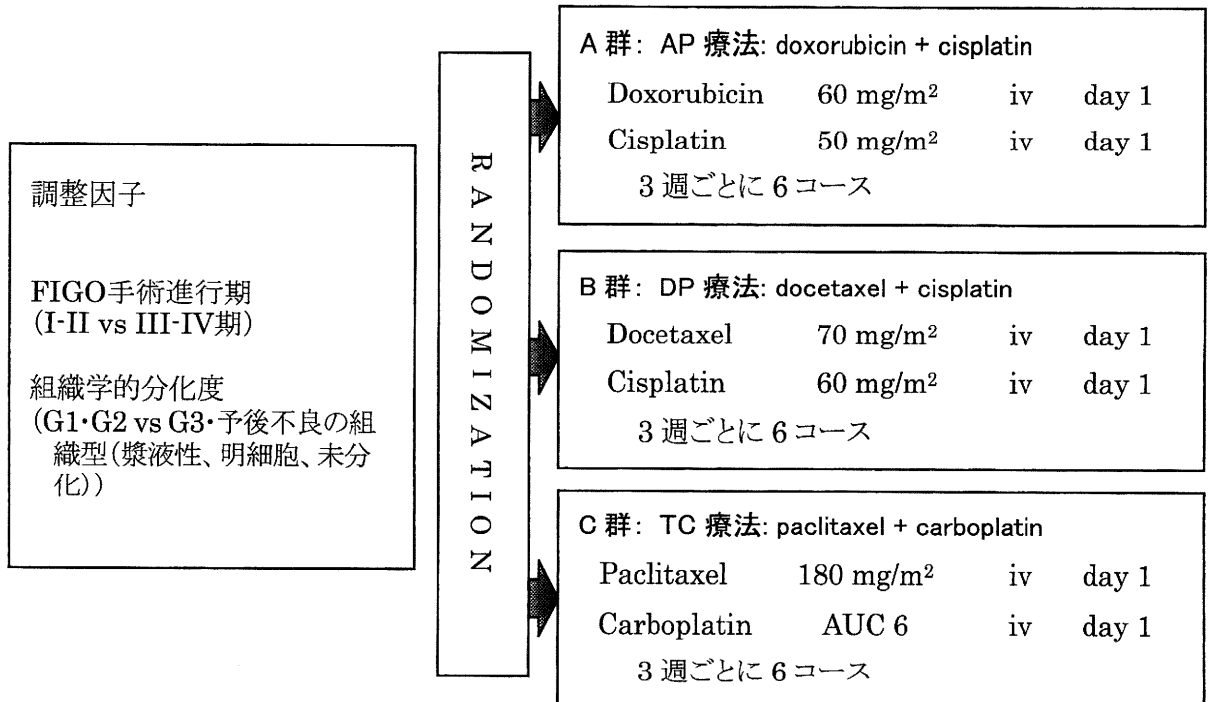 調整因子
FIGO手術進行期
(I-II vs III-IV期)
組織学的分化度
(G1・G2 vs G3・予後不良の組
織型(漿液性、明細胞、未分
化))
RANDOMIZATION
A 群: AP 療法: doxorubicin + cisplatin
Doxorubicin 60 mg/m² iv day 1
Cisplatin 50 mg/m² iv day 1
3 週ごとに 6 コース
B 群: DP 療法: docetaxel + cisplatin
Docetaxel 70 mg/m² iv day 1
Cisplatin 60 mg/m² iv day 1
3 週ごとに 6 コース
C 群: TC 療法: paclitaxel + carboplatin
Paclitaxel 180 mg/m² iv day 1
Carboplatin AUC 6 iv day 1
3 週ごとに 6 コース